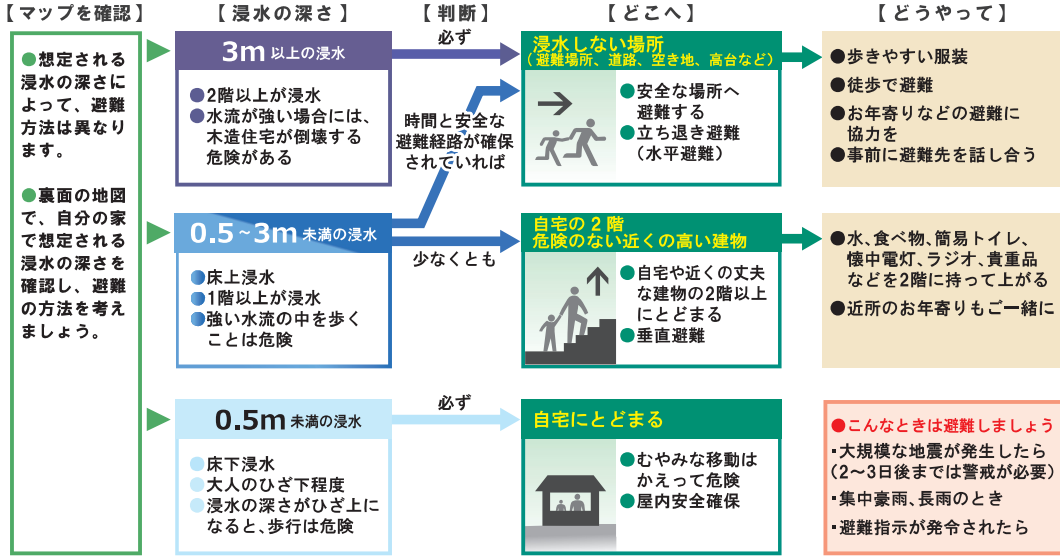 【マップを確認】
●想定される
浸水の深さに
よって、避難
方法は異なり
ます。
●裏面の地図
で、自分の家
で想定される
浸水の深さを
確認し、避難
の方法を考え
ましょう。
【浸水の深さ】
3m 以上の浸水
●2階以上が浸水
●水流が強い場合には、
木造住宅が倒壊する
危険がある
0.5~3m 未満の浸水
●床上浸水
●1階以上が浸水
●強い水流の中を歩く
ことは危険
0.5m 未満の浸水
●床下浸水
●大人のひざ下程度
●浸水の深さがひざ上に
なると、歩行は危険
【判断】
必ず
時間と安全な
避難経路が確保
されていれば
少なくとも
必ず
【どこへ】
浸水しない場所
(避難場所、道路、空き地、高台など)
●安全な場所へ
避難する
●立ち退き避難
(水平避難)
自宅の2階
危険のない近くの高い建物
●自宅や近くの丈夫
な建物の2階以上
にとどまる
●垂直避難
自宅にとどまる
●むやみな移動は
かえって危険
●屋内安全確保
【どうやって】
●歩きやすい服装
●徒歩で避難
●お年寄りなどの避難に
協力を
●事前に避難先を話し合う
●水、食べ物、簡易トイレ、
懐中電灯、ラジオ、貴重品
などを2階に持って上がる
●近所のお年寄りもご一緒に
●こんなときは避難しましょう
・大規模な地震が発生したら
(2〜3日後までは警戒が必要)
・集中豪雨、長雨のとき
・避難指示が発令されたら